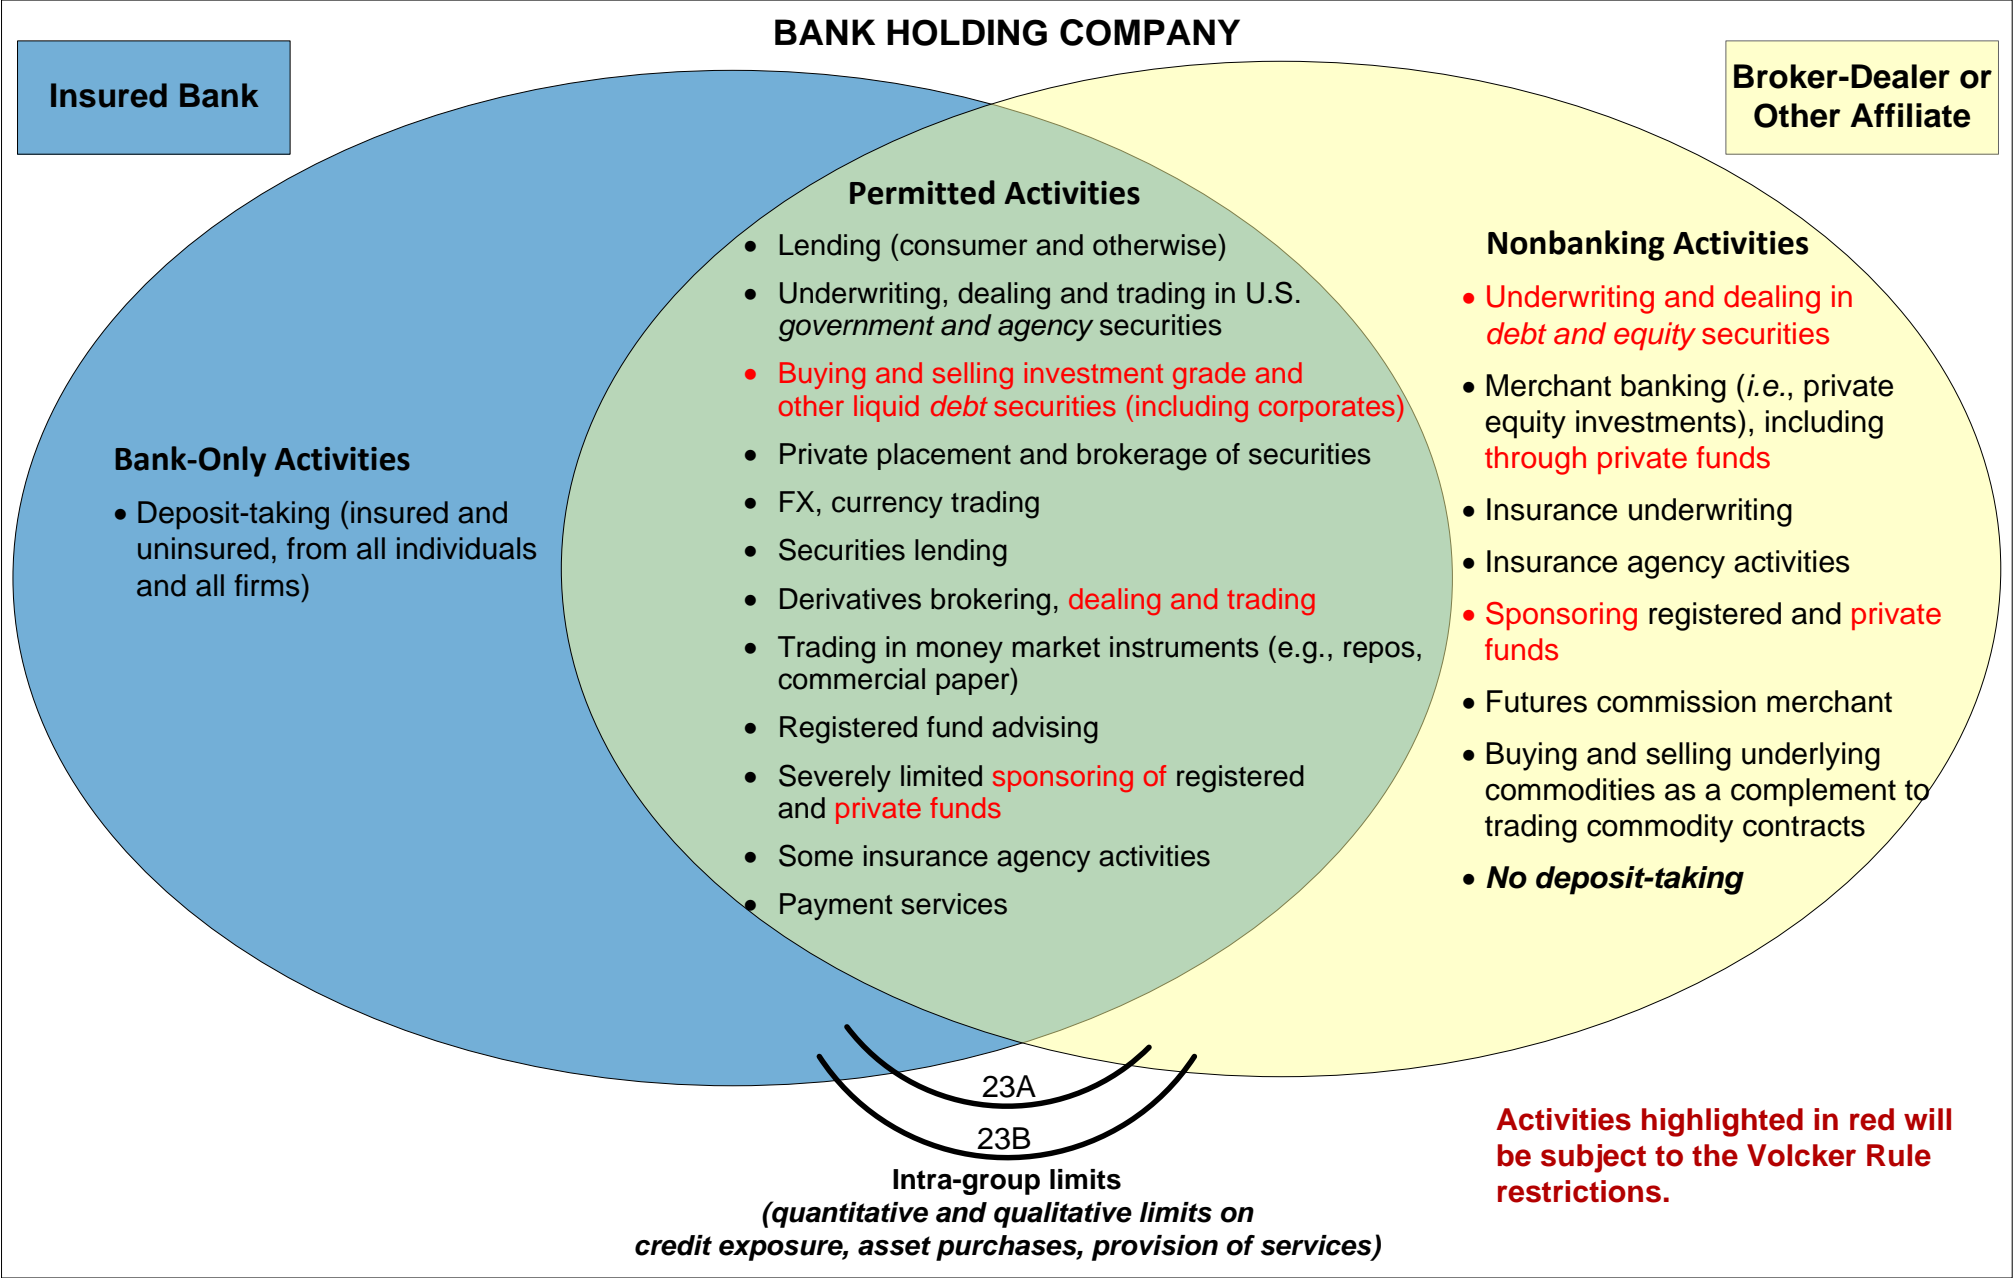 BANK HOLDING COMPANY
Insured Bank
Broker-Dealer or
Other Affiliate
Bank-Only Activities
• Deposit-taking (insured and
uninsured, from all individuals
and all firms)
Permitted Activities
• Lending (consumer and otherwise)
• Underwriting, dealing and trading in U.S.
government and agency securities
• Buying and selling investment grade and
other liquid debt securities (including corporates)
• Private placement and brokerage of securities
• FX, currency trading
• Securities lending
• Derivatives brokering, dealing and trading
• Trading in money market instruments (e.g., repos,
commercial paper)
• Registered fund advising
• Severely limited sponsoring of registered
and private funds
• Some insurance agency activities
• Payment services
Nonbanking Activities
• Underwriting and dealing in
debt and equity securities
• Merchant banking (i.e., private
equity investments), including
through private funds
• Insurance underwriting
• Insurance agency activities
• Sponsoring registered and private
funds
• Futures commission merchant
• Buying and selling underlying
commodities as a complement to
trading commodity contracts
• No deposit-taking
23A
23B
Intra-group limits
(quantitative and qualitative limits on
credit exposure, asset purchases, provision of services)
Activities highlighted in red will
be subject to the Volcker Rule
restrictions.